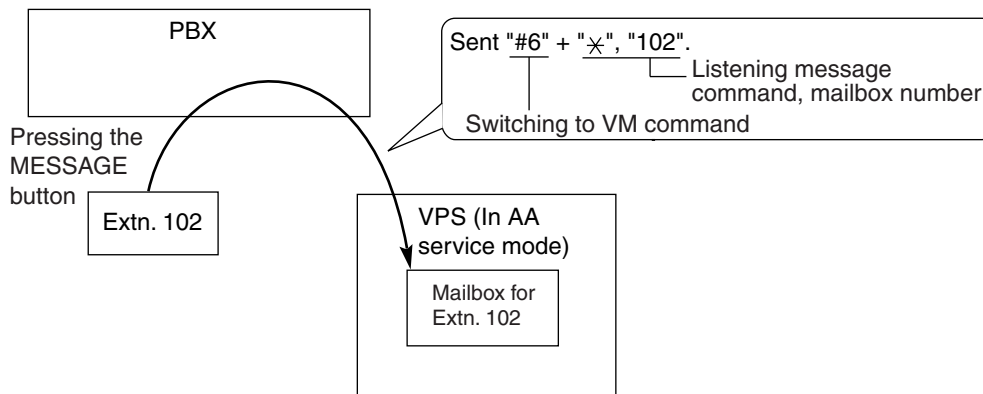 PBX
Sent "#6" + "*", "102".
Listening message
command, mailbox number
Switching to VM command
Pressing the
MESSAGE
button
Extn. 102
VPS (In AA
service mode)
Mailbox for
Extn. 102